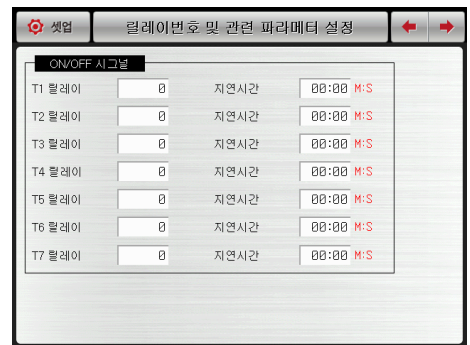 셋업 릴레이번호 및 관련 파라메터 설정
ON/OFF 시그널
T1 릴레이 0 지연시간 00:00 M:S
T2 릴레이 0 지연시간 00:00 M:S
T3 릴레이 0 지연시간 00:00 M:S
T4 릴레이 0 지연시간 00:00 M:S
T5 릴레이 0 지연시간 00:00 M:S
T6 릴레이 0 지연시간 00:00 M:S
T7 릴레이 0 지연시간 00:00 M:S